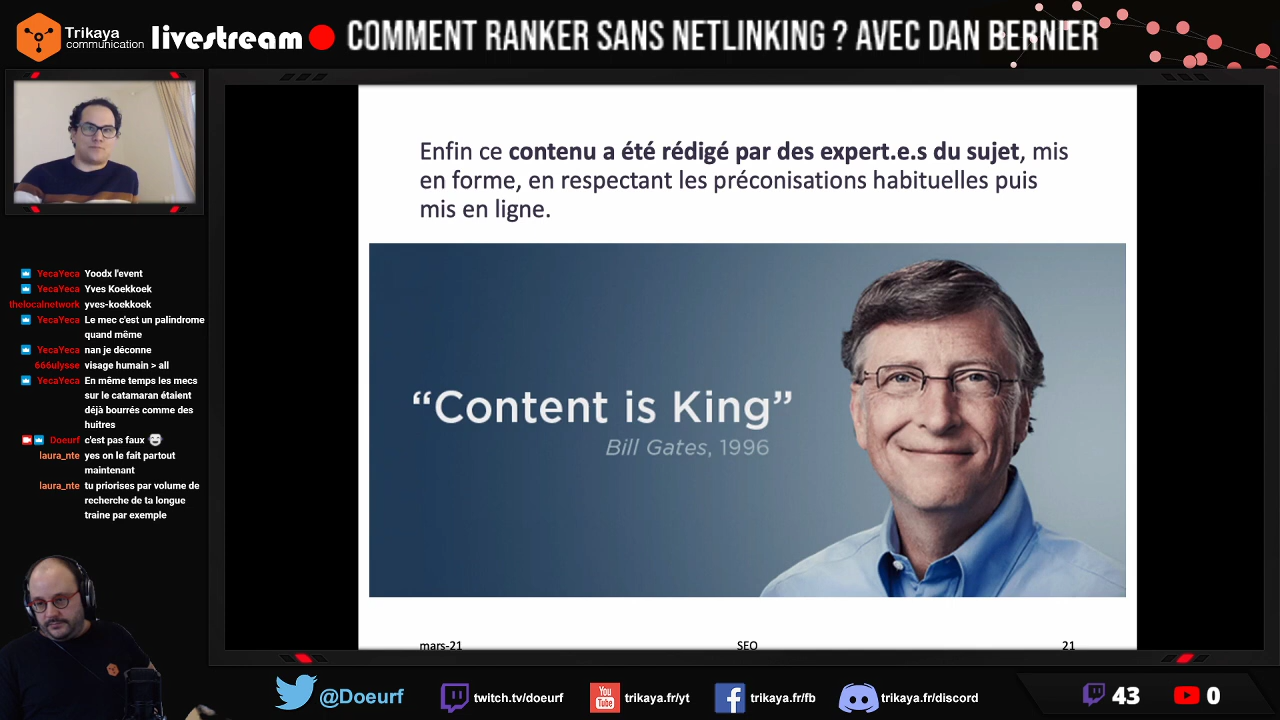 Trikaya
communication
livestream
COMMENT RANKER SANS NETLINKING ? AVEC DAN BERNIER
Enfin ce contenu a été rédigé par des expert.e.s du sujet, mis
en forme, en respectant les préconisations habituelles puis
mis en ligne.
“Content is King”
Bill Gates, 1996
mars-21
SEO
21
YecaYeca Yoodx l'event
YecaYeca Yves Koekkoek
thelocalnetwork yves-koekkoek
YecaYeca Le mec c'est un palindrome
quand même
YecaYeca nan je déconne
666ulysse visage humain > all
YecaYeca En même temps les mecs
sur le catamaran étaient
déjà bourrés comme des
huitres
Doeurf c'est pas faux
laura_nte yes on le fait partout
maintenant
laura_nte tu priorises par volume de
recherche de ta longue
traine par exemple
@Doeurf
twitch.tv/doeurf
You
Tube
trikaya.fr/yt
trikaya.fr/fb
trikaya.fr/discord
43
0